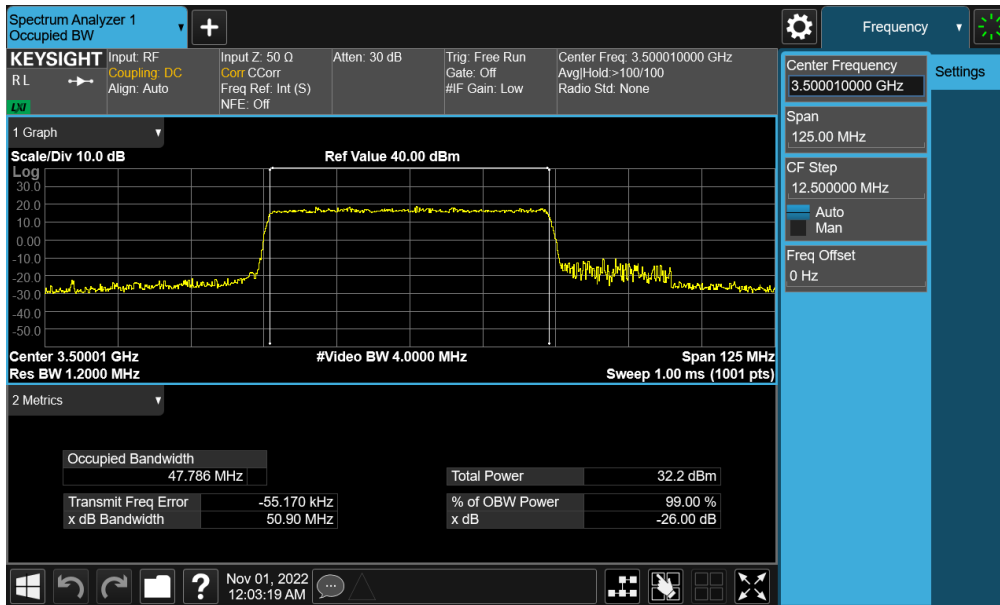 Spectrum Analyzer 1
Occupied BW
+
Frequency
KEYSIGHT
R L
LXI
Input: RF
Coupling: DC
Align: Auto
Input Z: 50 Ω
Corr CCorr
Freq Ref: Int (S)
NFE: Off
Atten: 30 dB
Trig: Free Run
Gate: Off
#IF Gain: Low
Center Freq: 3.500010000 GHz
Avg|Hold:>100/100
Radio Std: None
Center Frequency
3.500010000 GHz
Settings
Span
125.00 MHz
CF Step
12.500000 MHz
Auto
Man
Freq Offset
0 Hz
1 Graph
Scale/Div 10.0 dB
Ref Value 40.00 dBm
Log
30.0
20.0
10.0
0.00
-10.0
-20.0
-30.0
-40.0
-50.0
Center 3.50001 GHz
#Video BW 4.0000 MHz
Span 125 MHz
Res BW 1.2000 MHz
Sweep 1.00 ms (1001 pts)
2 Metrics
Occupied Bandwidth
47.786 MHz
Total Power 32.2 dBm
Transmit Freq Error -55.170 kHz
% of OBW Power 99.00 %
x dB Bandwidth 50.90 MHz
x dB -26.00 dB
?
Nov 01, 2022
12:03:19 AM